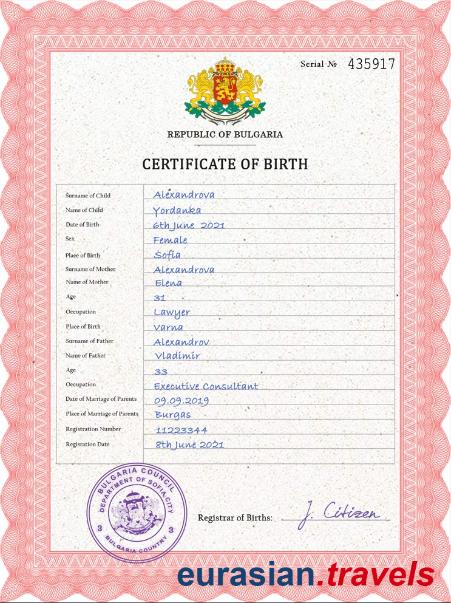 Serial № 435917
REPUBLIC OF BULGARIA
CERTIFICATE OF BIRTH
Surname of Child Alexandrova
Name of Child Yordanka
Date of Birth 6th June 2021
Sex Female
Place of Birth Sofia
Surname of Mother Alexandrova
Name of Mother Elena
Age 31
Occupation Lawyer
Place of Birth Varna
Surname of Father Alexandrov
Name of Father Vladimir
Age 33
Occupation Executive Consultant
Date of Marriage of Parents 09.09.2019
Place of Marriage of Parents Burgas
Registration Number 11223344
Registration Date 8th June 2021
BULGARIA COUNCIL
DEPARTMENT OF SOFIA CITY
3 3
BULGARIA COUNTRY
Registrar of Births: J. Citizen
eurasian.travels